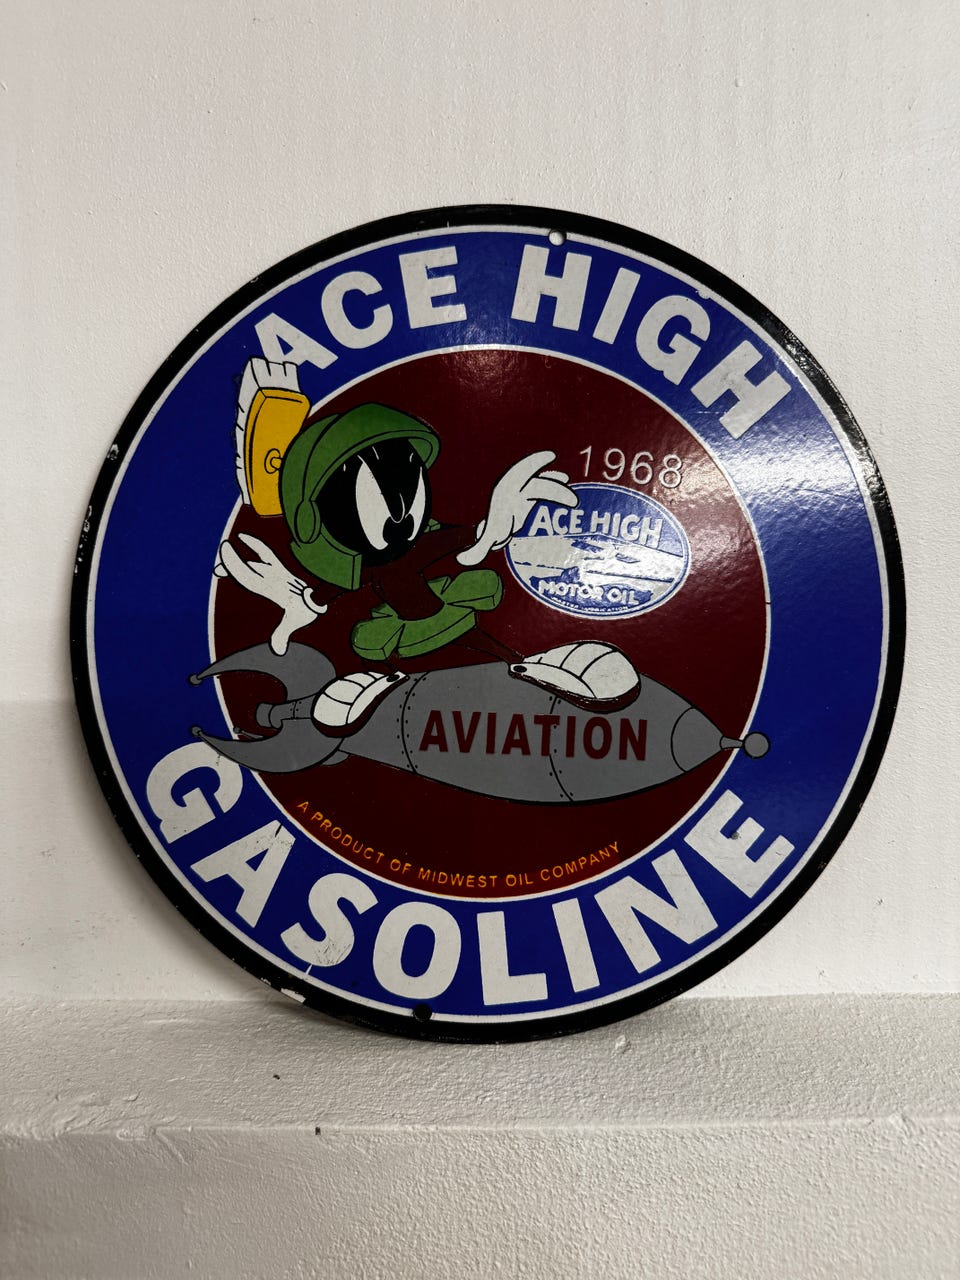 ACE HIGH
1968
ACE HIGH
MOTOR OIL
AVIATION
A PRODUCT OF MIDWEST OIL COMPANY
GASOLINE